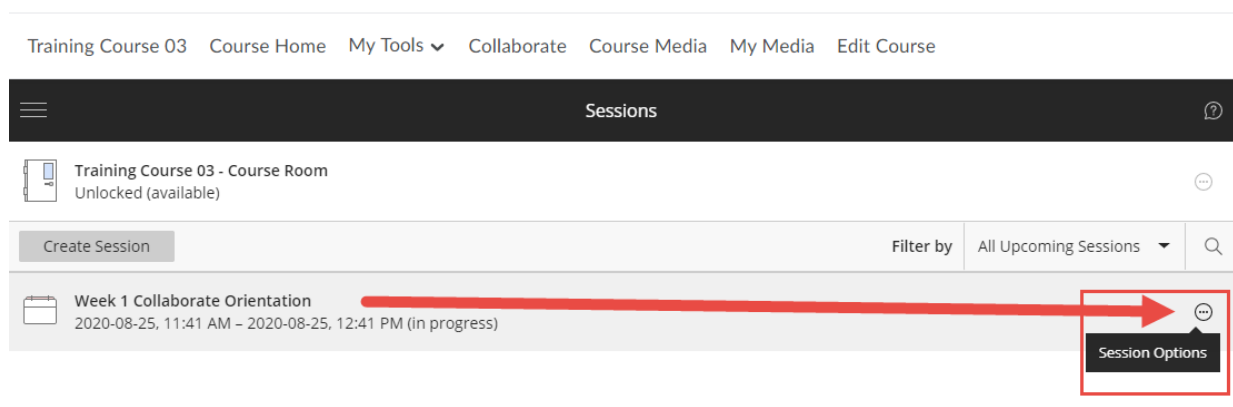 Training Course 03 Course Home My Tools Collaborate Course Media My Media Edit Course
Sessions
Training Course 03 - Course Room
Unlocked (available)
Create Session Filter by All Upcoming Sessions
Week 1 Collaborate Orientation
2020-08-25, 11:41 AM – 2020-08-25, 12:41 PM (in progress)
Session Options